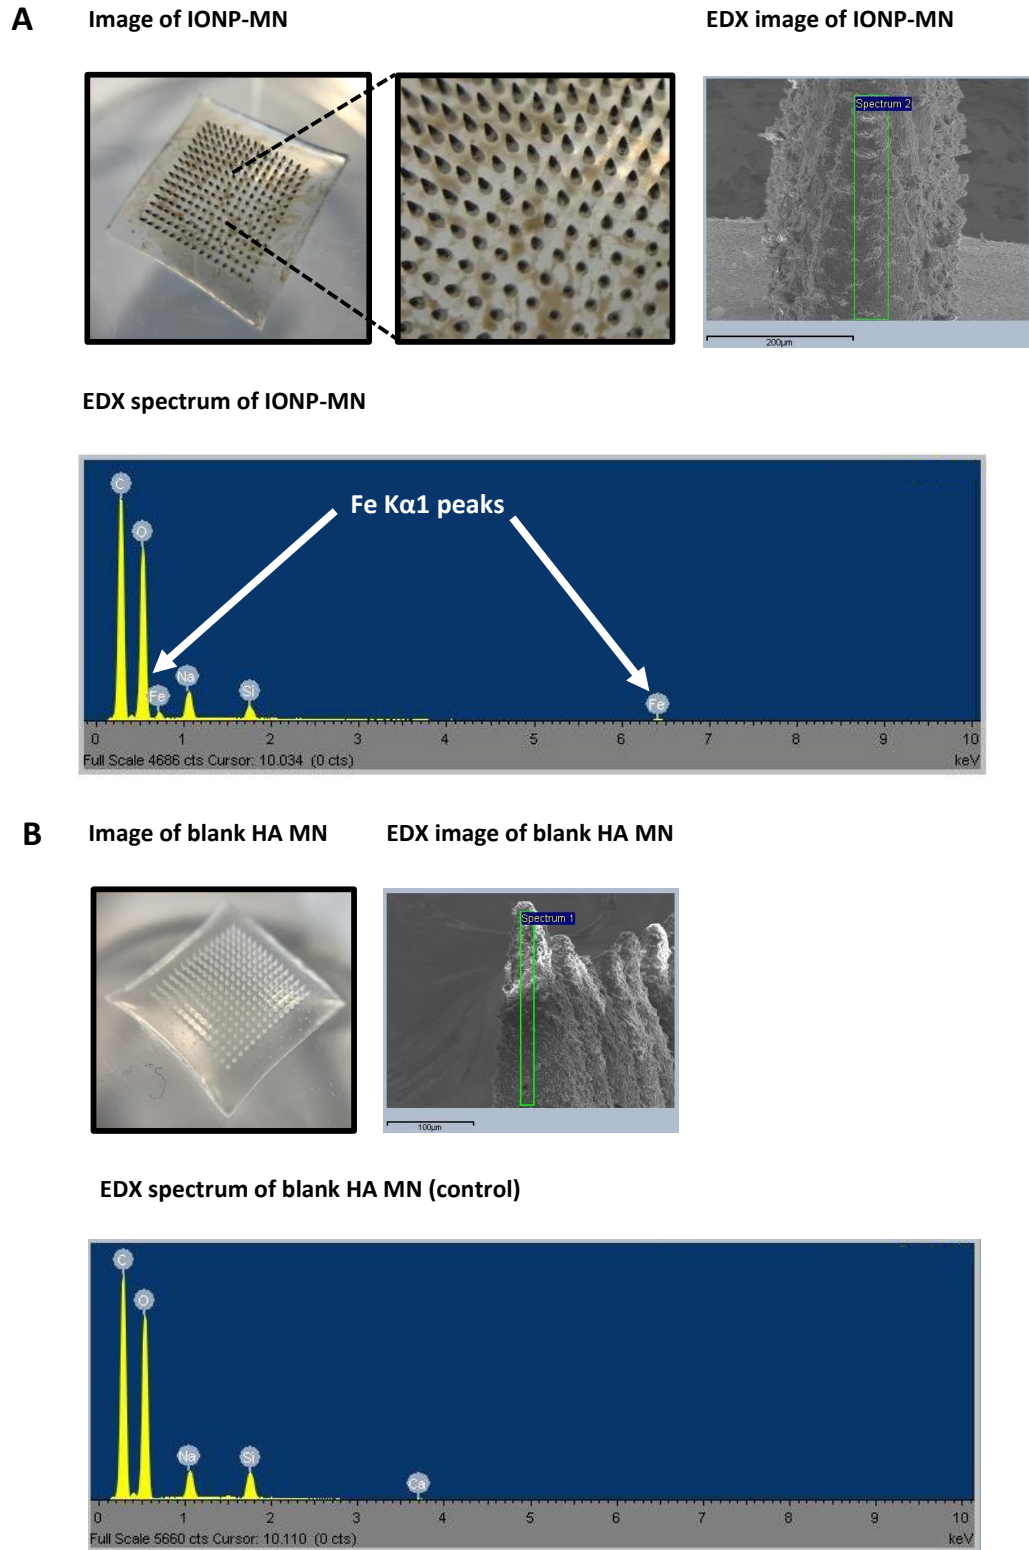 A
Image of IONP-MN
EDX image of IONP-MN
Spectrum 2
200µm
EDX spectrum of IONP-MN
Fe Kα1 peaks
C
O
Fe
Na
Si
Fe
0 1 2 3 4 5 6 7 8 9 10
Full Scale 4686 cts Cursor: 10.034 (0 cts)
keV
B
Image of blank HA MN
EDX image of blank HA MN
Spectrum 1
100µm
EDX spectrum of blank HA MN (control)
C
O
Na
Si
Ca
0 1 2 3 4 5 6 7 8 9 10
Full Scale 5660 cts Cursor: 10.110 (0 cts)
keV